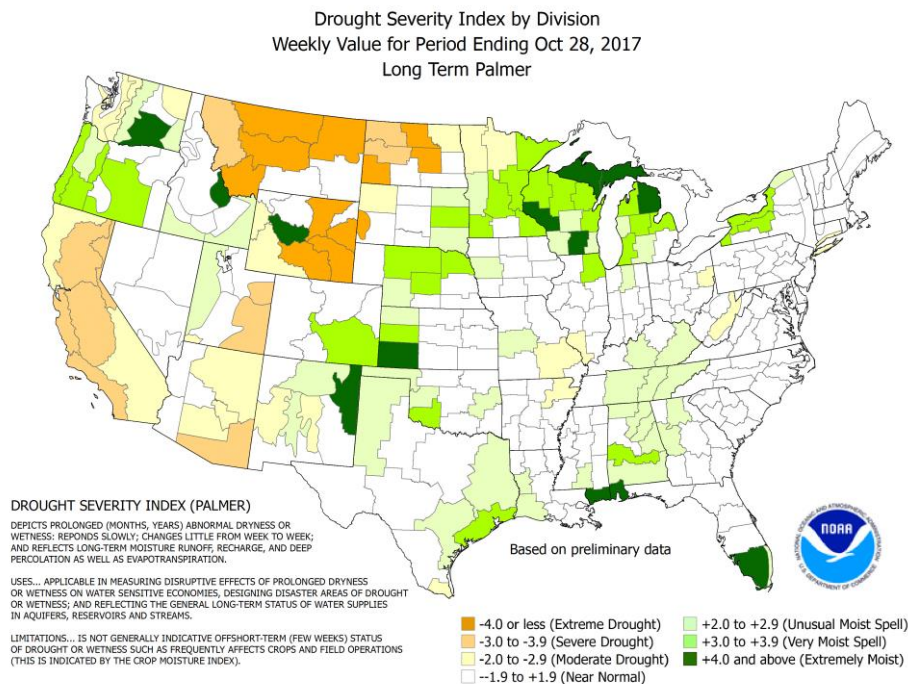 Drought Severity Index by Division
Weekly Value for Period Ending Oct 28, 2017
Long Term Palmer
DROUGHT SEVERITY INDEX (PALMER)
DEPICTS PROLONGED (MONTHS, YEARS) ABNORMAL DRYNESS OR
WETNESS: REPONDS SLOWLY; CHANGES LITTLE FROM WEEK TO WEEK;
AND REFLECTS LONG-TERM MOISTURE RUNOFF, RECHARGE, AND DEEP
PERCOLATION AS WELL AS EVAPOTRANSPIRATION.
USES... APPLICABLE IN MEASURING DISRUPTIVE EFFECTS OF PROLONGED DRYNESS
OR WETNESS ON WATER SENSITIVE ECONOMIES, DESIGNING DISASTER AREAS OF DROUGHT
OR WETNESS; AND REFLECTING THE GENERAL LONG-TERM STATUS OF WATER SUPPLIES
IN AQUIFERS, RESERVOIRS AND STREAMS.
LIMITATIONS... IS NOT GENERALLY INDICATIVE OFFSHORT-TERM (FEW WEEKS) STATUS
OF DROUGHT OR WETNESS SUCH AS FREQUENTLY AFFECTS CROPS AND FIELD OPERATIONS
(THIS IS INDICATED BY THE CROP MOISTURE INDEX).
Based on preliminary data
NATIONAL OCEANIC AND ATMOSPHERIC ADMINISTRATION
NOAA
U.S. DEPARTMENT OF COMMERCE
-4.0 or less (Extreme Drought)
-3.0 to -3.9 (Severe Drought)
-2.0 to -2.9 (Moderate Drought)
--1.9 to +1.9 (Near Normal)
+2.0 to +2.9 (Unusual Moist Spell)
+3.0 to +3.9 (Very Moist Spell)
+4.0 and above (Extremely Moist)